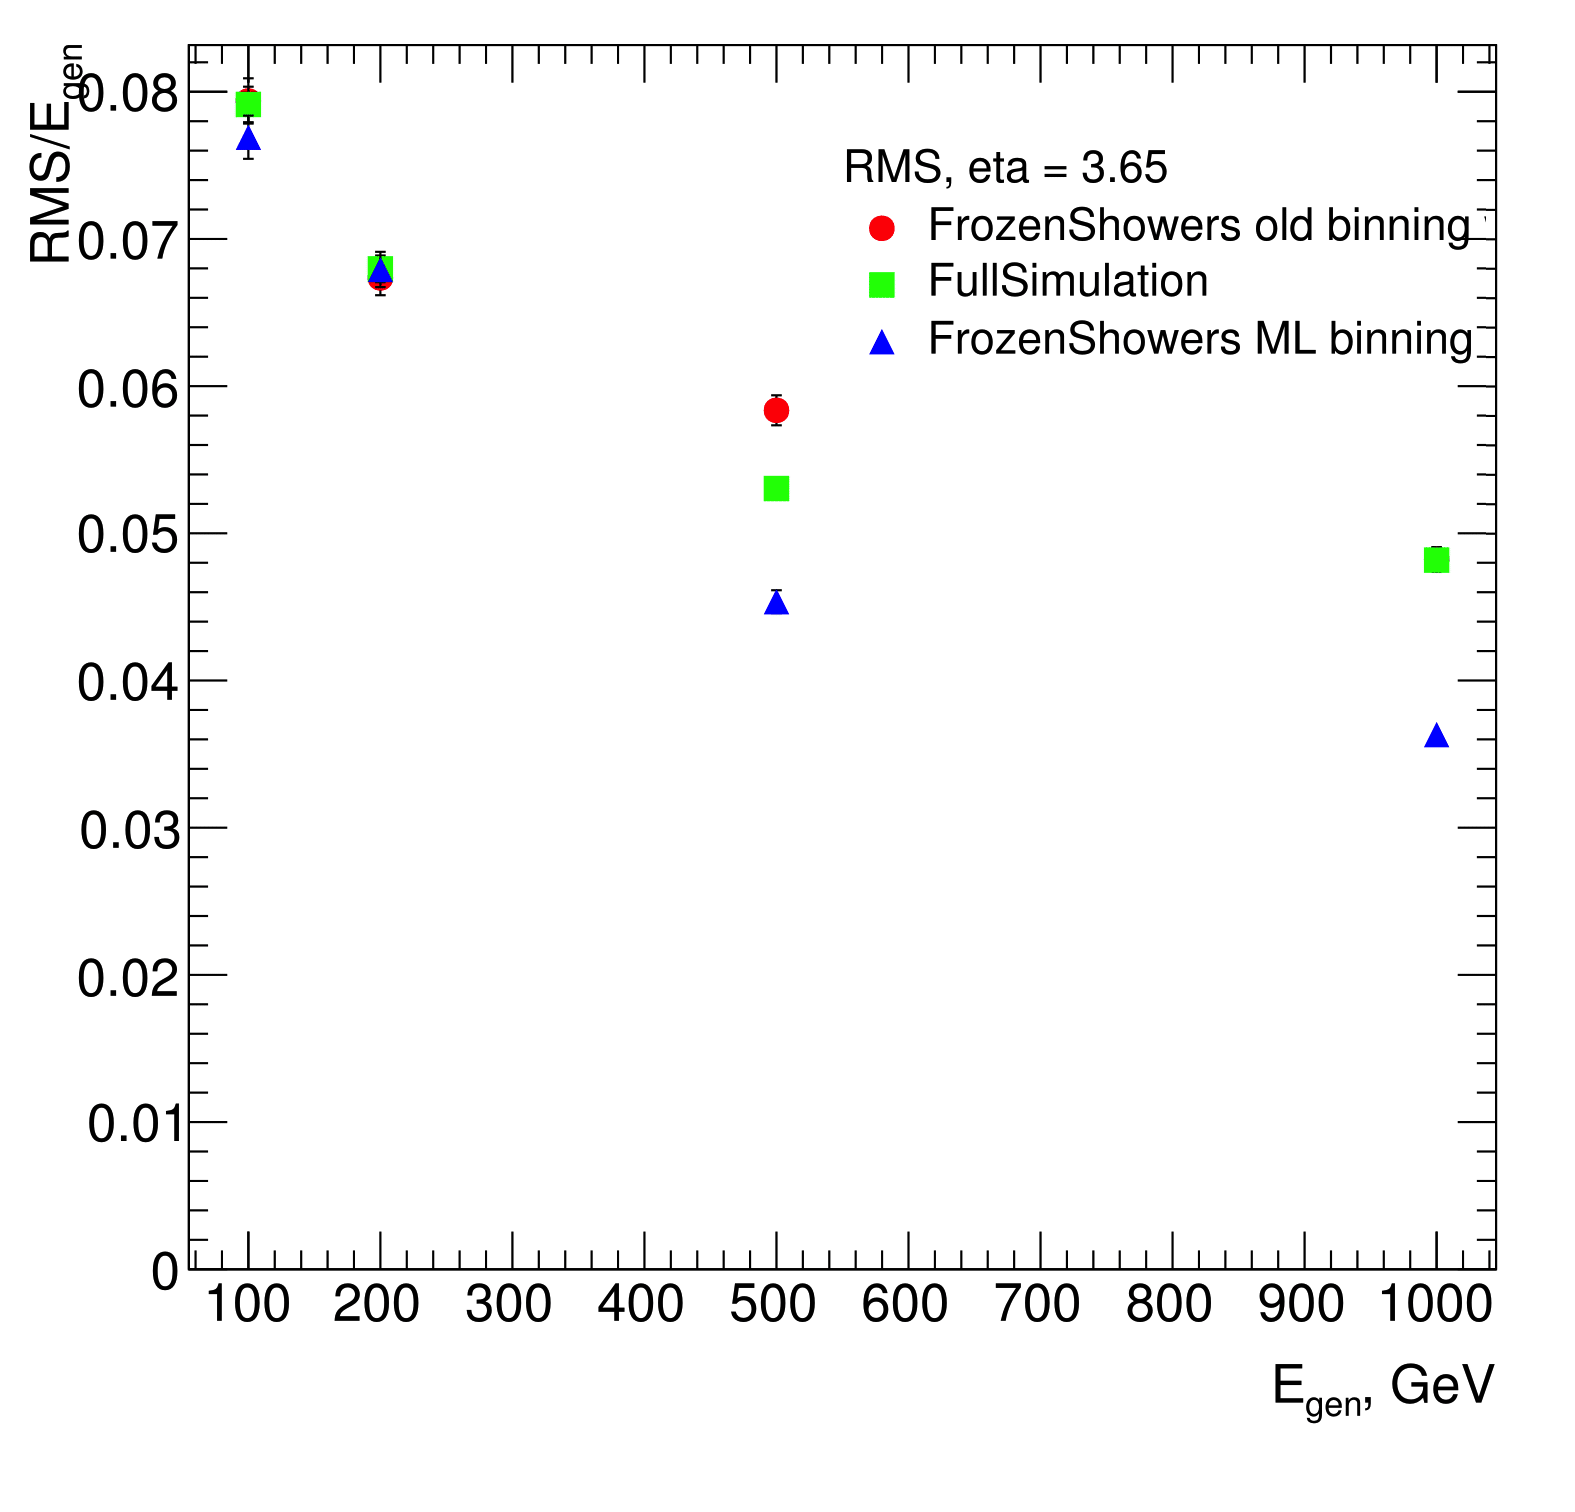 RMS/Egen
0.08
0.07
0.06
0.05
0.04
0.03
0.02
0.01
0
RMS, eta = 3.65
FrozenShowers old binning
FullSimulation
FrozenShowers ML binning
100 200 300 400 500 600 700 800 900 1000
Egen, GeV